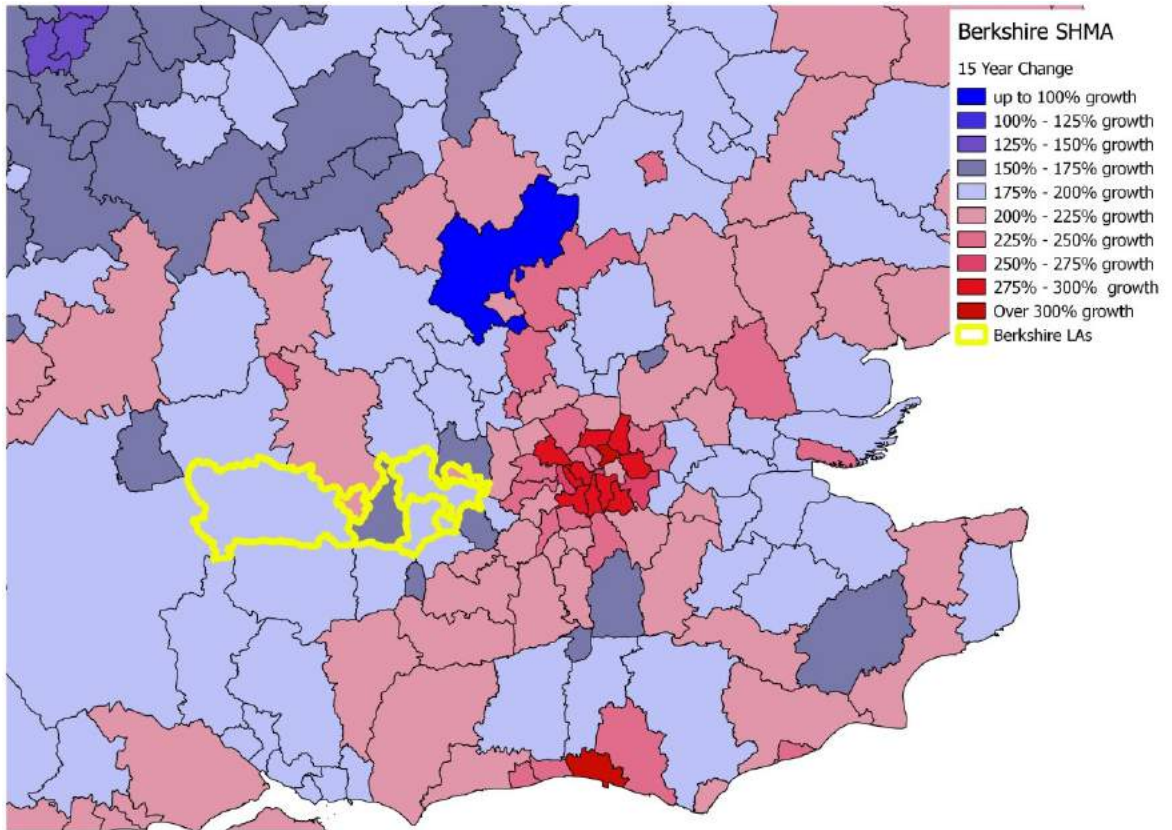 Berkshire SHMA
15 Year Change
up to 100% growth
100% - 125% growth
125% - 150% growth
150% - 175% growth
175% - 200% growth
200% - 225% growth
225% - 250% growth
250% - 275% growth
275% - 300% growth
Over 300% growth
Berkshire LAs